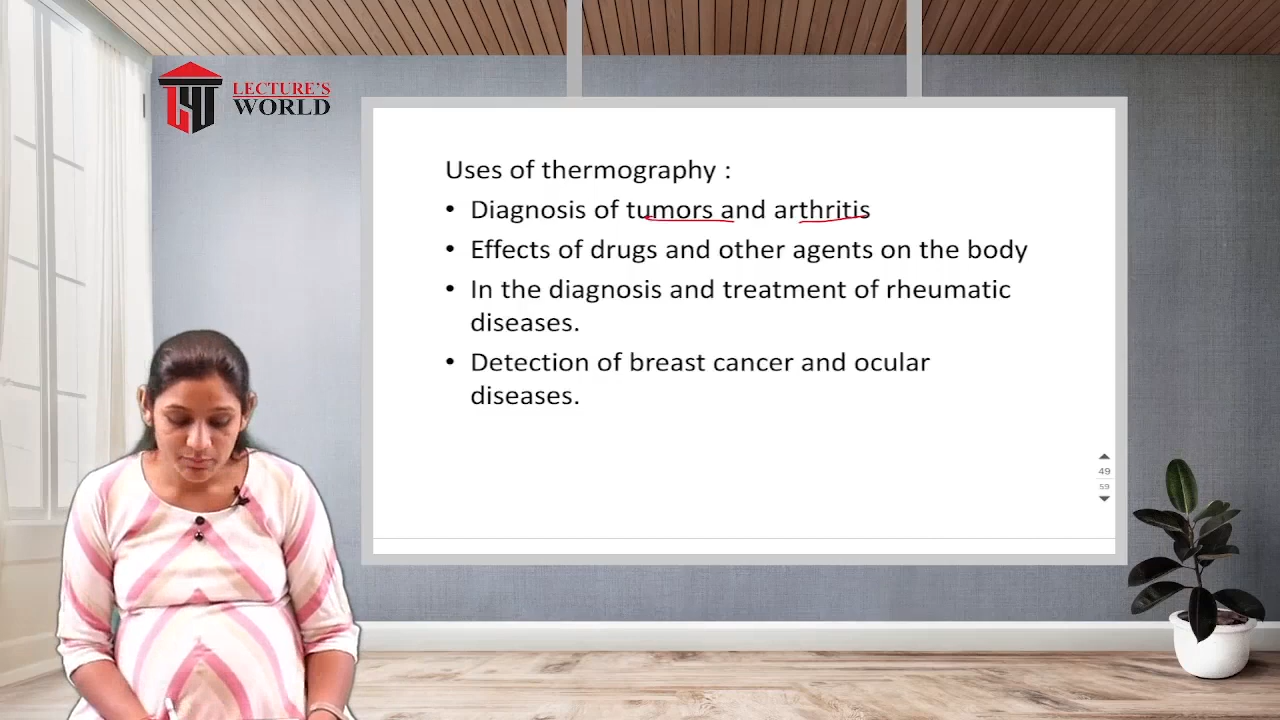 LECTURE'S
WORLD
Uses of thermography :
• Diagnosis of tumors and arthritis
• Effects of drugs and other agents on the body
• In the diagnosis and treatment of rheumatic
diseases.
• Detection of breast cancer and ocular
diseases.
49
59